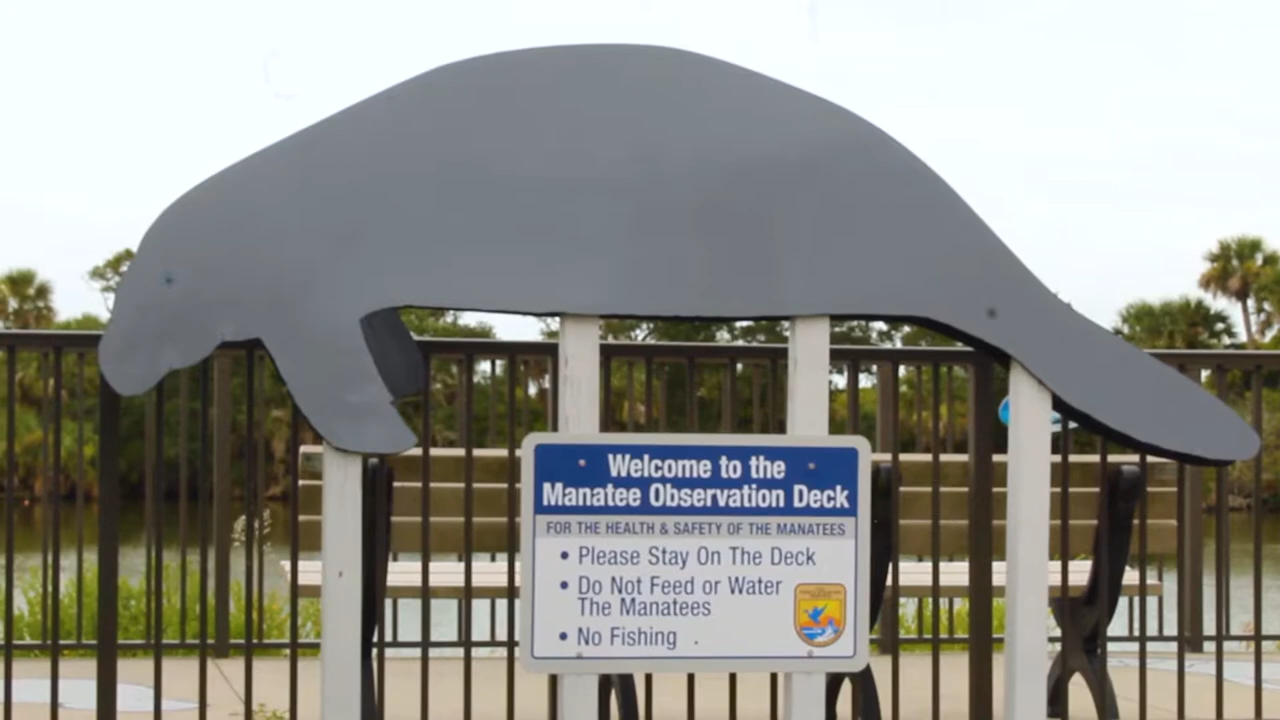 Welcome to the
Manatee Observation Deck
FOR THE HEALTH & SAFETY OF THE MANATEES
• Please Stay On The Deck
• Do Not Feed or Water
The Manatees
• No Fishing